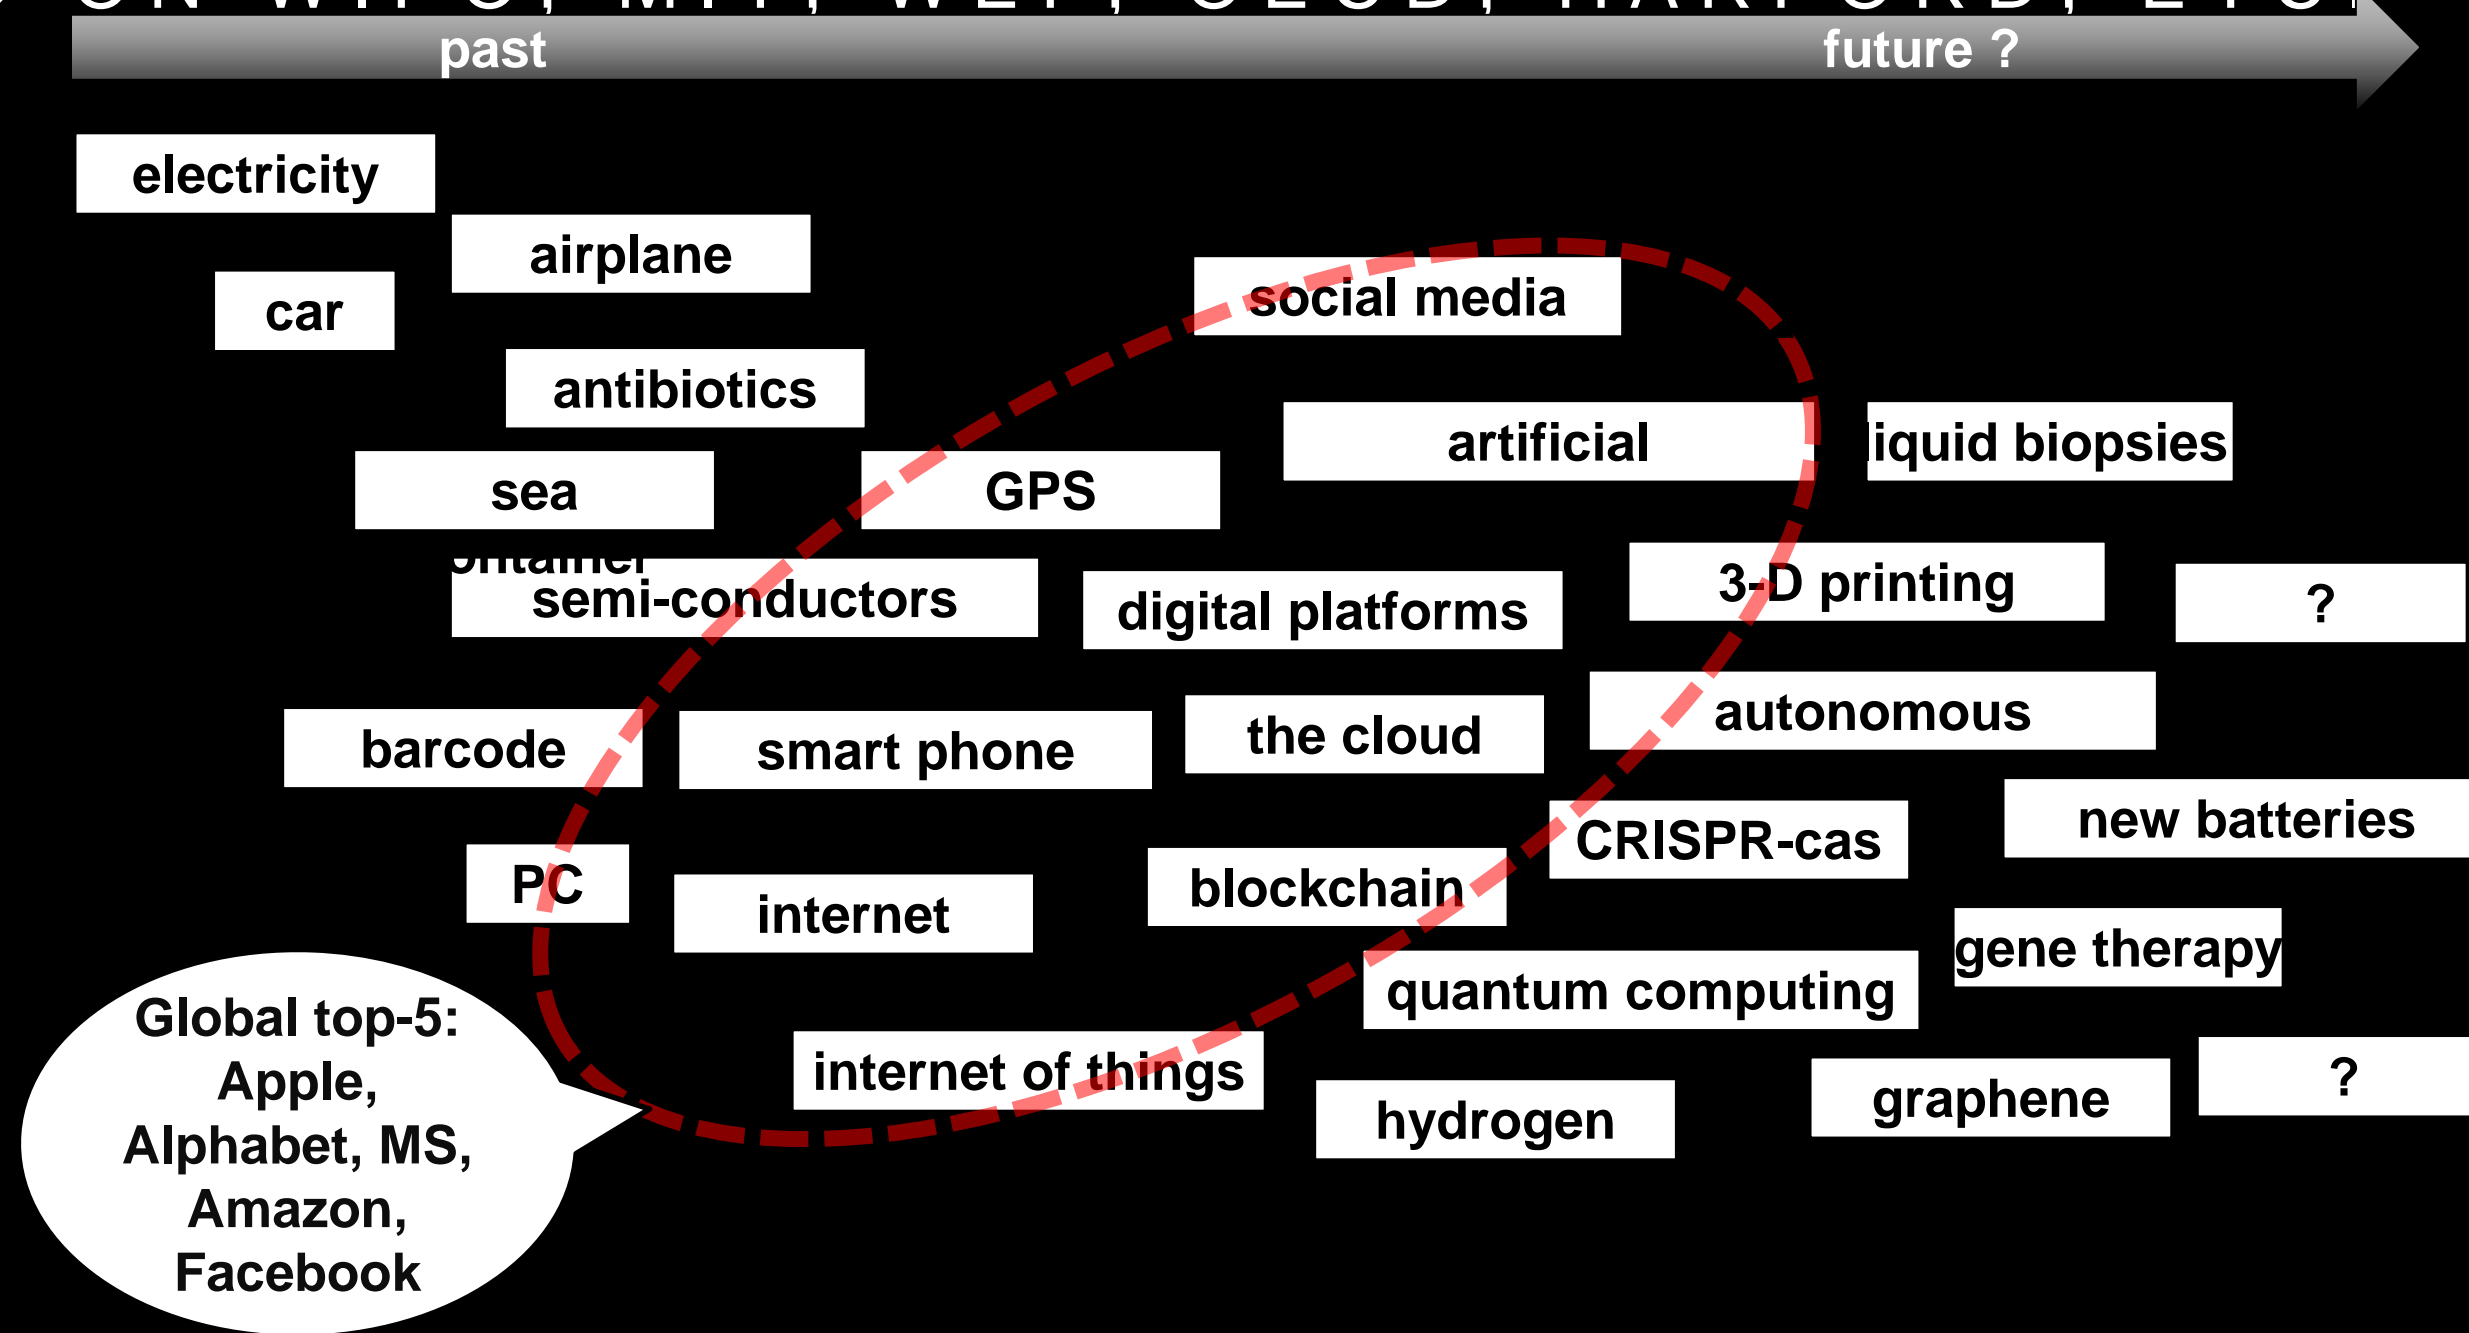 past
future ?
electricity
airplane
car
social media
antibiotics
artificial
liquid biopsies
sea
GPS
3-D printing
semi-conductors
digital platforms
?
autonomous
barcode
smart phone
the cloud
new batteries
CRISPR-cas
PC
blockchain
internet
gene therapy
quantum computing
internet of things
graphene
?
hydrogen
Global top-5:
Apple,
Alphabet, MS,
Amazon,
Facebook